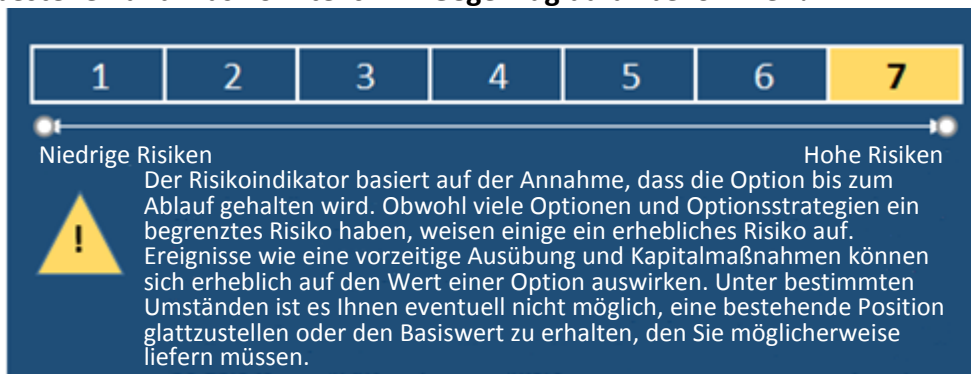 1 2 3 4 5 6 7
Niedrige Risiken Hohe Risiken
Der Risikoindikator basiert auf der Annahme, dass die Option bis zum
Ablauf gehalten wird. Obwohl viele Optionen und Optionsstrategien ein
begrenztes Risiko haben, weisen einige ein erhebliches Risiko auf.
! Ereignisse wie eine vorzeitige Ausübung und Kapitalmaßnahmen können
sich erheblich auf den Wert einer Option auswirken. Unter bestimmten
Umständen ist es Ihnen eventuell nicht möglich, eine bestehende Position
glattzustellen oder den Basiswert zu erhalten, den Sie möglicherweise
liefern müssen.